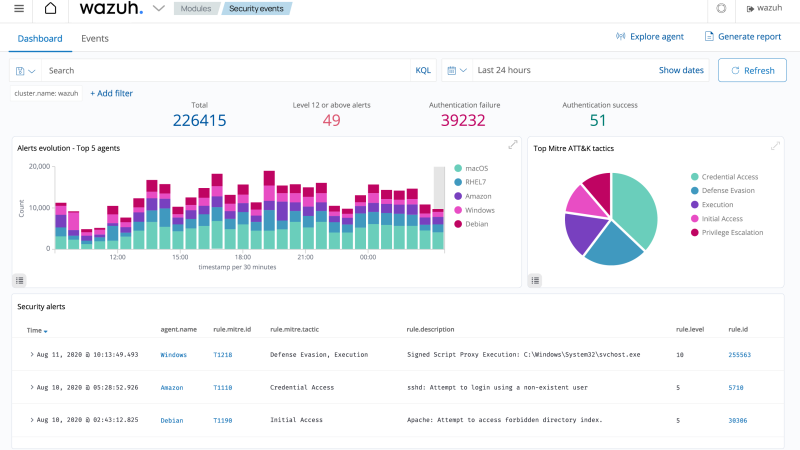 wazuh. Modules Security events wazuh
Dashboard Events Explore agent Generate report
Search KQL Last 24 hours Show dates Refresh
cluster.name: wazuh + Add filter
Total Level 12 or above alerts Authentication failure Authentication success
226415 49 39232 51
Alerts evolution - Top 5 agents
20,000
10,000
0
Count
12:00 15:00 18:00 21:00 00:00
timestamp per 30 minutes
macOS
RHEL7
Amazon
Windows
Debian
Top Mitre ATT&K tactics
Credential Access
Defense Evasion
Execution
Initial Access
Privilege Escalation
Security alerts
Time agent.name rule.mitre.id rule.mitre.tactic rule.description rule.level rule.id
Aug 11, 2020 @ 10:13:49.493 Windows T1218 Defense Evasion, Execution Signed Script Proxy Execution: C:\Windows\System32\svchost.exe 10 255563
Aug 10, 2020 @ 05:28:52.926 Amazon T1110 Credential Access sshd: Attempt to login using a non-existent user 5 5710
Aug 10, 2020 @ 02:43:12.825 Debian T1190 Initial Access Apache: Attempt to access forbidden directory index. 5 30306